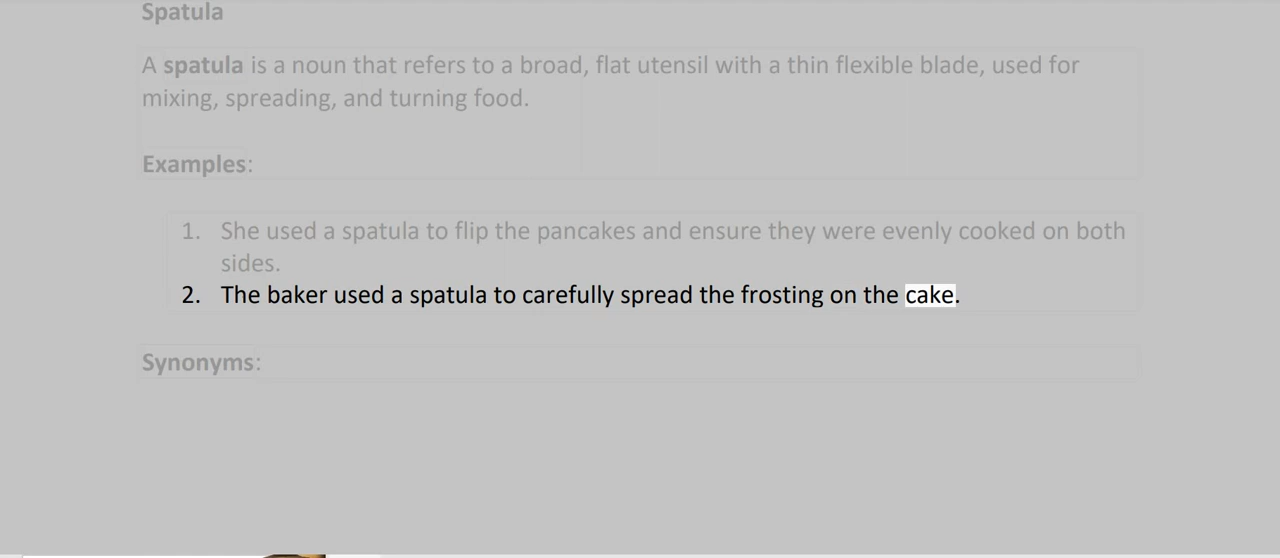 Spatula
A spatula is a noun that refers to a broad, flat utensil with a thin flexible blade, used for
mixing, spreading, and turning food.
Examples:
1. She used a spatula to flip the pancakes and ensure they were evenly cooked on both
sides.
2. The baker used a spatula to carefully spread the frosting on the cake.
Synonyms: